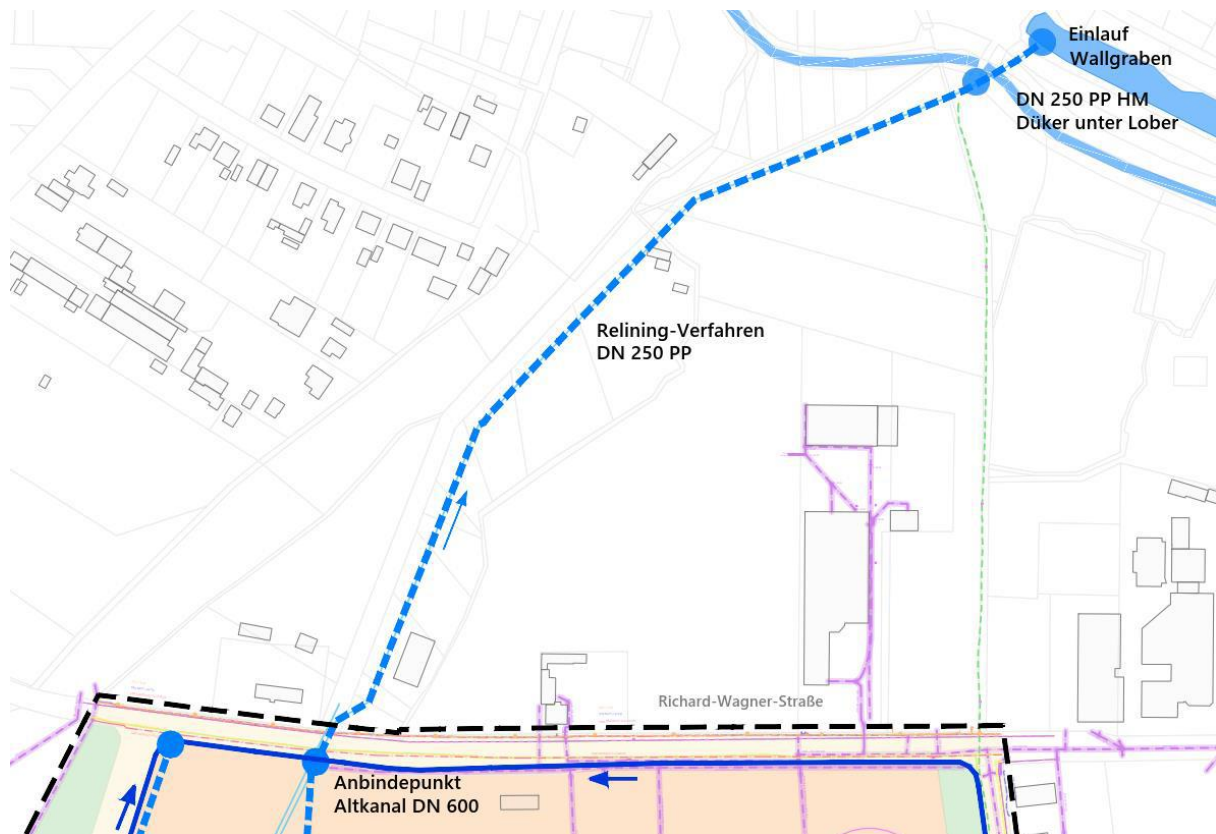 Einlauf
Wallgraben
DN 250 PP HM
Düker unter Lober
Relining-Verfahren
DN 250 PP
Richard-Wagner-Straße
Anbindepunkt
Altkanal DN 600